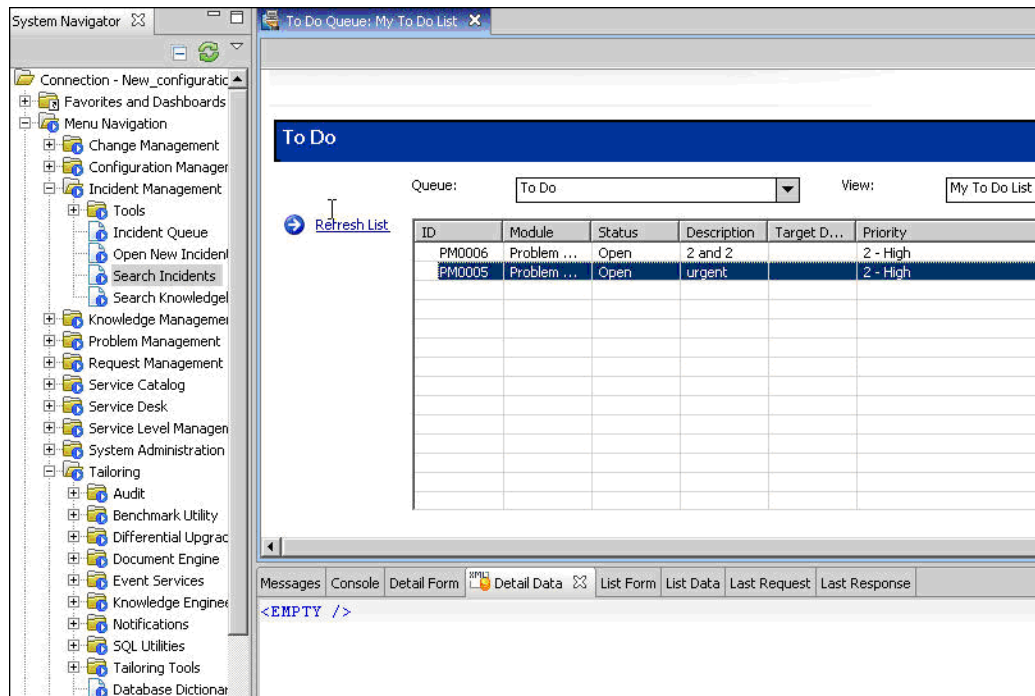 System Navigator
Connection - New_configuratic
Favorites and Dashboards
Menu Navigation
Change Management
Configuration Manager
Incident Management
Tools
Incident Queue
Open New Incident
Search Incidents
Search Knowledgel
Knowledge Managemer
Problem Management
Request Management
Service Catalog
Service Desk
Service Level Managen
System Administration
Tailoring
Audit
Benchmark Utility
Differential Upgrac
Document Engine
Event Services
Knowledge Enginee
Notifications
SQL Utilities
Tailoring Tools
Database Dictionar
To Do Queue: My To Do List
To Do
Queue: To Do View: My To Do List
Refresh List
ID Module Status Description Target D... Priority
PM0006 Problem ... Open 2 and 2 2 - High
PM0005 Problem ... Open urgent 2 - High
Messages Console Detail Form XML Detail Data List Form List Data Last Request Last Response
<EMPTY />